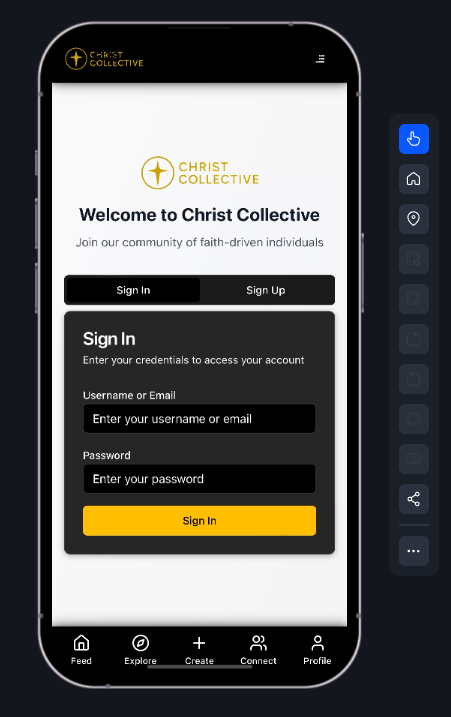 CHRIST
COLLECTIVE
CHRIST
COLLECTIVE
Welcome to Christ Collective
Join our community of faith-driven individuals
Sign In
Sign Up
Sign In
Enter your credentials to access your account
Username or Email
Enter your username or email
Password
Enter your password
Sign In
Feed
Explore
Create
Connect
Profile